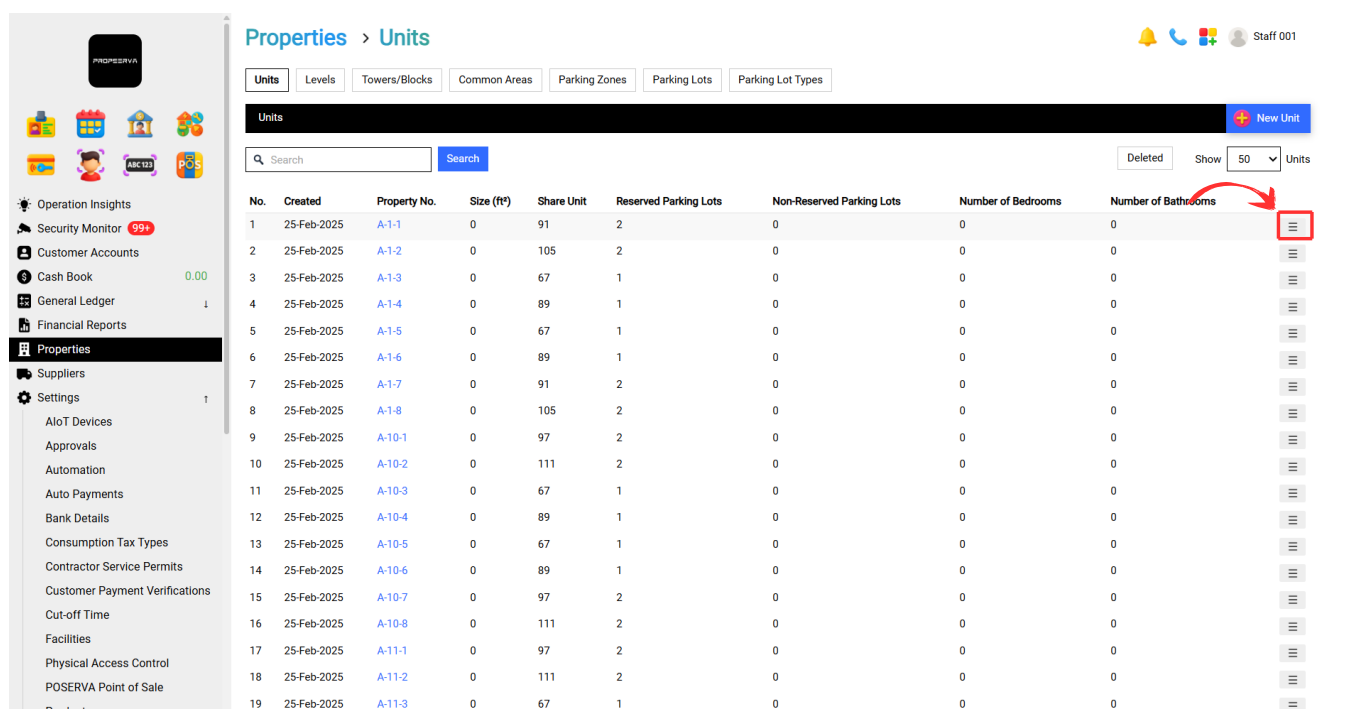 PROPSERVA
ABC 123
POS
Operation Insights
Security Monitor 99+
Customer Accounts
Cash Book 0.00
General Ledger ↓
Financial Reports
Properties
Suppliers
Settings ↑
AIoT Devices
Approvals
Automation
Auto Payments
Bank Details
Consumption Tax Types
Contractor Service Permits
Customer Payment Verifications
Cut-off Time
Facilities
Physical Access Control
POSERVA Point of Sale
Properties > Units
Staff 001
Units Levels Towers/Blocks Common Areas Parking Zones Parking Lots Parking Lot Types
Units New Unit
Search Search Deleted Show 50 Units
No. Created Property No. Size (ft²) Share Unit Reserved Parking Lots Non-Reserved Parking Lots Number of Bedrooms Number of Bathrooms
1 25-Feb-2025 A-1-1 0 91 2 0 0 0
2 25-Feb-2025 A-1-2 0 105 2 0 0 0
3 25-Feb-2025 A-1-3 0 67 1 0 0 0
4 25-Feb-2025 A-1-4 0 89 1 0 0 0
5 25-Feb-2025 A-1-5 0 67 1 0 0 0
6 25-Feb-2025 A-1-6 0 89 1 0 0 0
7 25-Feb-2025 A-1-7 0 91 2 0 0 0
8 25-Feb-2025 A-1-8 0 105 2 0 0 0
9 25-Feb-2025 A-10-1 0 97 2 0 0 0
10 25-Feb-2025 A-10-2 0 111 2 0 0 0
11 25-Feb-2025 A-10-3 0 67 1 0 0 0
12 25-Feb-2025 A-10-4 0 89 1 0 0 0
13 25-Feb-2025 A-10-5 0 67 1 0 0 0
14 25-Feb-2025 A-10-6 0 89 1 0 0 0
15 25-Feb-2025 A-10-7 0 97 2 0 0 0
16 25-Feb-2025 A-10-8 0 111 2 0 0 0
17 25-Feb-2025 A-11-1 0 97 2 0 0 0
18 25-Feb-2025 A-11-2 0 111 2 0 0 0
19 25-Feb-2025 A-11-3 0 67 1 0 0 0